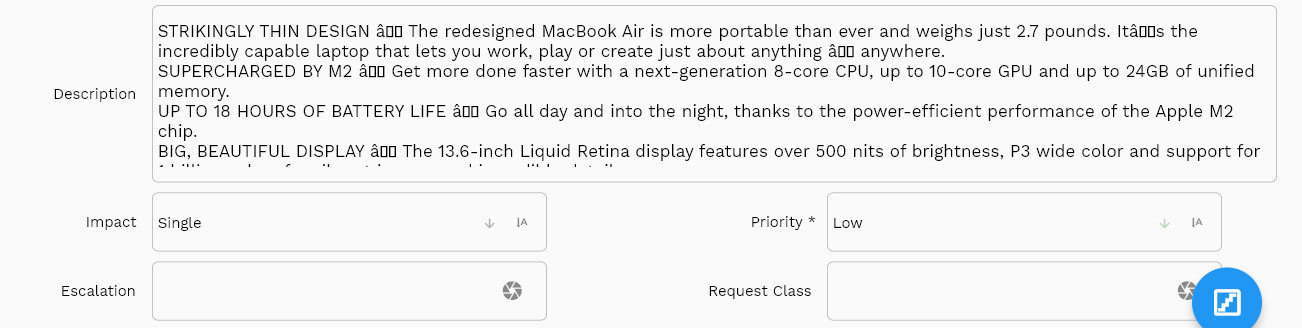 STRIKINGLY THIN DESIGN â▯▯ The redesigned MacBook Air is more portable than ever and weighs just 2.7 pounds. Itâ▯▯s the
incredibly capable laptop that lets you work, play or create just about anything â▯▯ anywhere.
SUPERCHARGED BY M2 â▯▯ Get more done faster with a next-generation 8-core CPU, up to 10-core GPU and up to 24GB of unified
Description
memory.
UP TO 18 HOURS OF BATTERY LIFE â▯▯ Go all day and into the night, thanks to the power-efficient performance of the Apple M2
chip.
BIG, BEAUTIFUL DISPLAY â▯▯ The 13.6-inch Liquid Retina display features over 500 nits of brightness, P3 wide color and support for
Impact Single IA Priority * Low IA
Escalation Request Class